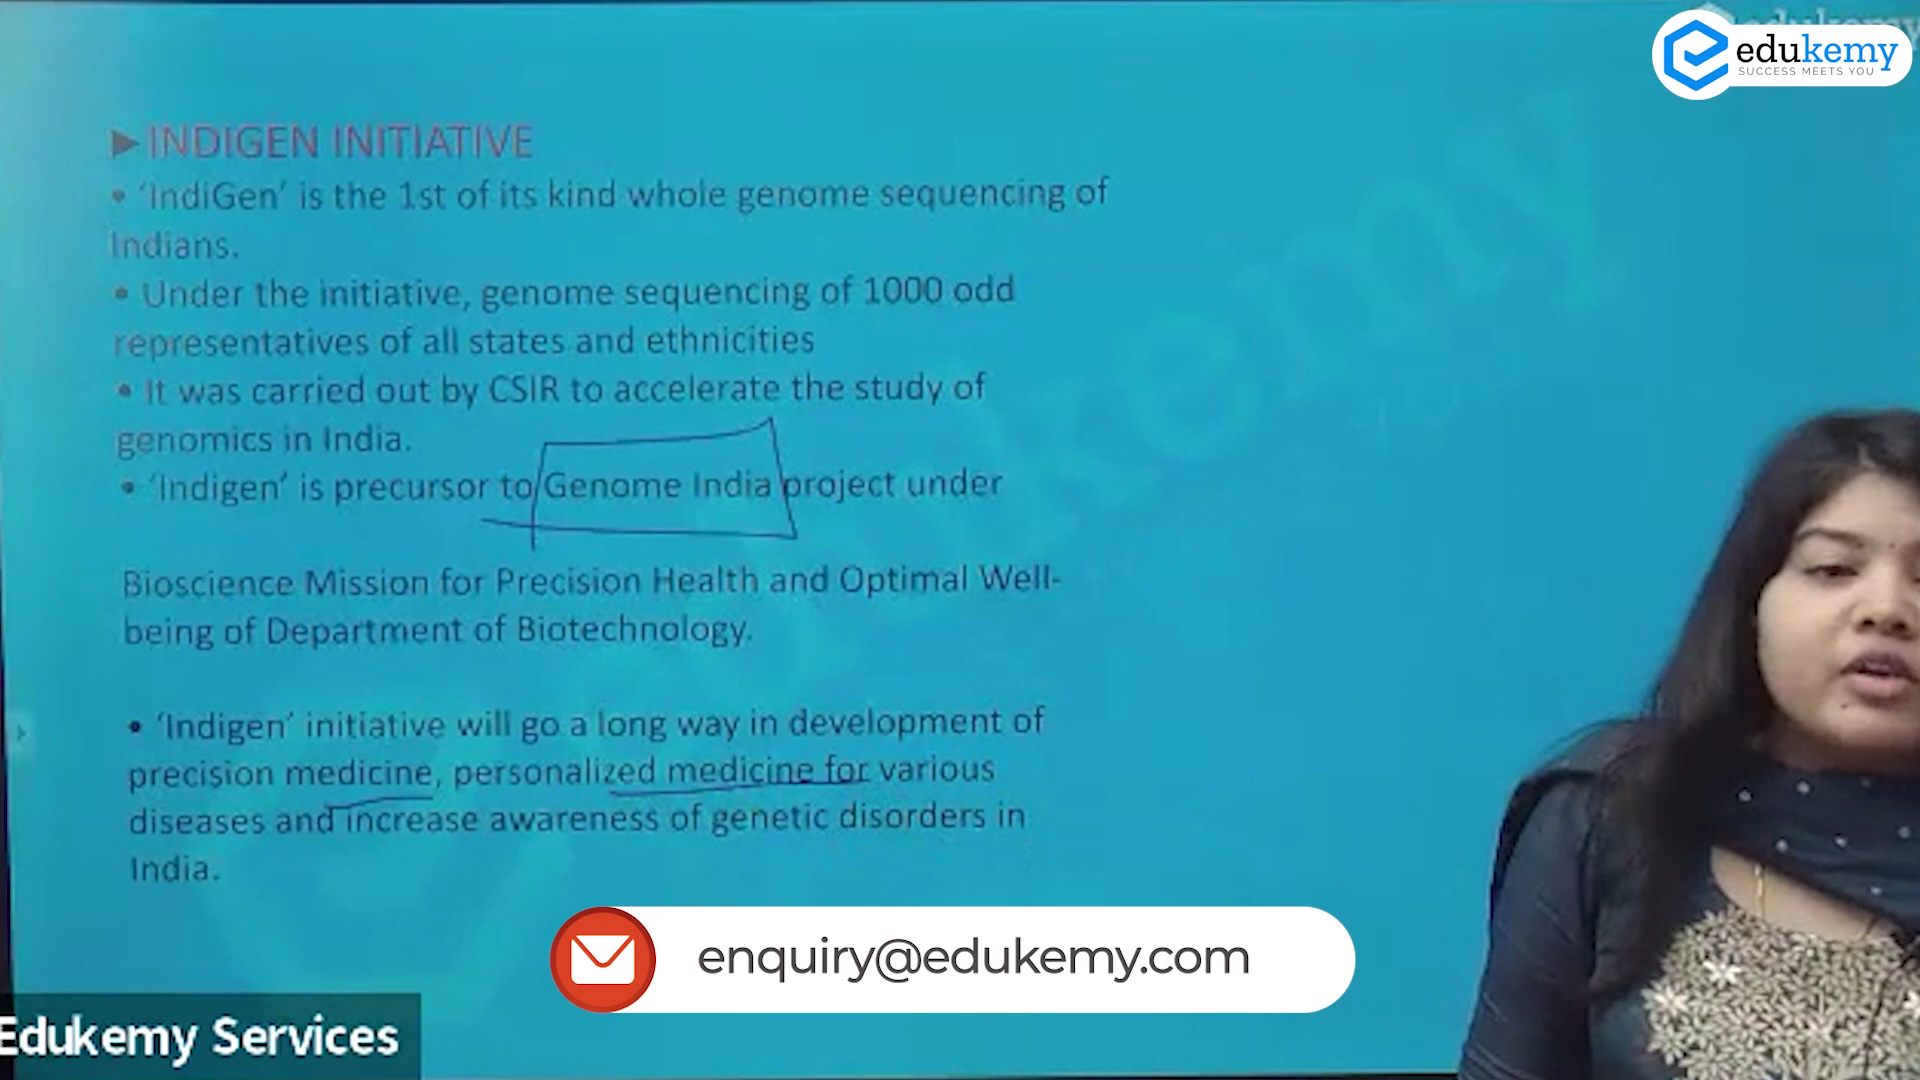 edukemy
SUCCESS MEETS YOU
INDIGEN INITIATIVE
• ‘IndiGen’ is the 1st of its kind whole genome sequencing of
Indians.
• Under the initiative, genome sequencing of 1000 odd
representatives of all states and ethnicities
• It was carried out by CSIR to accelerate the study of
genomics in India.
• ‘Indigen’ is precursor to Genome India project under
Bioscience Mission for Precision Health and Optimal Well-
being of Department of Biotechnology.
• ‘Indigen’ initiative will go a long way in development of
precision medicine, personalized medicine for various
diseases and increase awareness of genetic disorders in
India.
enquiry@edukemy.com
Edukemy Services